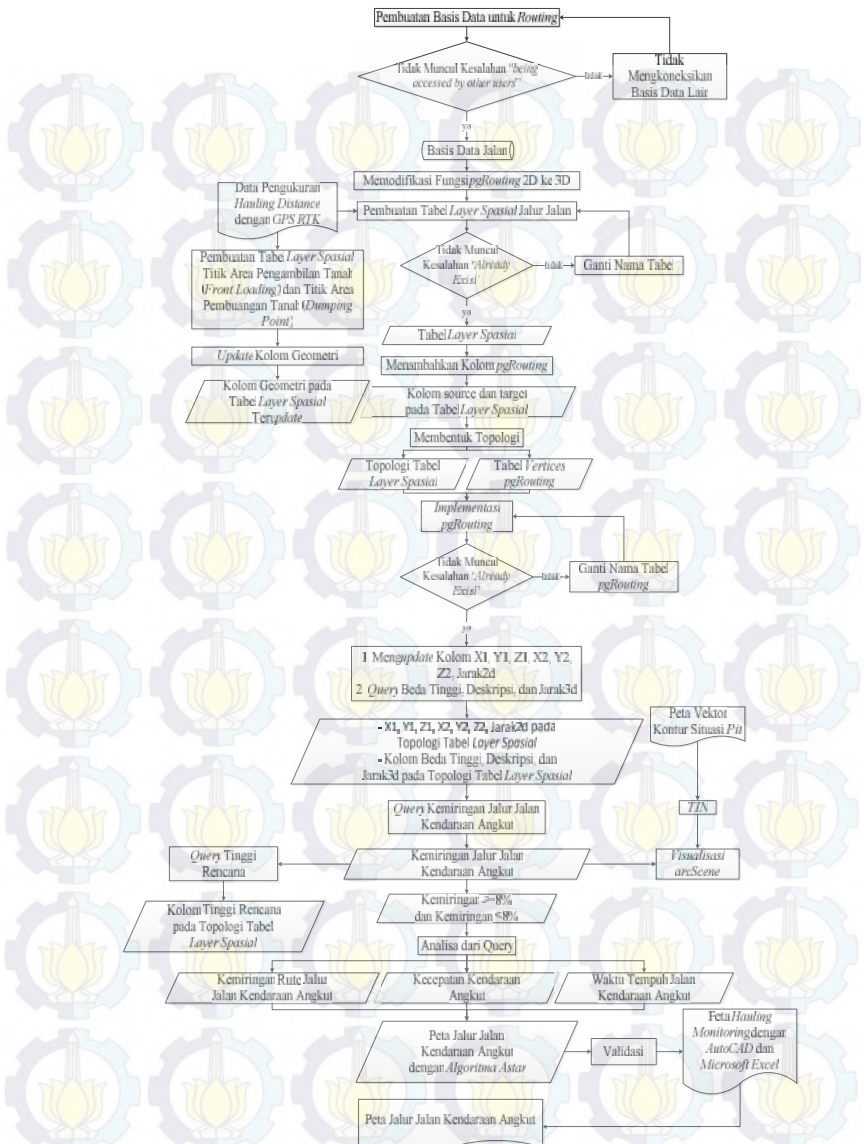 Pembuatan Basis Data untuk Routing
Tidak Muncul Kesalahan "being
accessed by other users"
tidak
Tidak
Mengkoneksikan
Basis Data Lain
ya
Basis Data Jalan
Memodifikasi Fungsi pgRouting 2D ke 3D
Data Pengukuran
Hauling Distance
dengan GPS RTK
Pembuatan Tabel Layer Spasial Jalur Jalan
Pembuatan Tabel Layer Spasial
Titik Area Pengambilan Tanah
(Front Loading) dan Titik Area
Pembuangan Tanah (Dumping
Point)
Tidak Muncul
Kesalahan "Already
Exist"
tidak
Ganti Nama Tabel
ya
Tabel Layer Spasial
Update Kolom Geometri
Menambahkan Kolom pgRouting
Kolom Geometri pada
Tabel Layer Spasial
Terupdate
Kolom source dan target
pada Tabel Layer Spasial
Membentuk Topologi
Topologi Tabel
Layer Spasial
Tabel Vertices
pgRouting
Implementasi
pgRouting
Tidak Muncul
Kesalahan "Already
Exist"
tidak
Ganti Nama Tabel
pgRouting
ya
1 Mengupdate Kolom X1, Y1, Z1, X2, Y2,
Z2, Jarak2d
2 Query Beda Tinggi, Deskripsi, dan Jarak3d
- X1, Y1, Z1, X2, Y2, Z2, Jarak2d pada
Topologi Tabel Layer Spasial
- Kolom Beda Tinggi, Deskripsi, dan
Jarak3d pada Topologi Tabel Layer Spasial
Peta Vektor
Kontur Situasi Pit
TIN
Query Kemiringan Jalur Jalan
Kendaraan Angkut
Query Tinggi
Rencana
Kemiringan Jalur Jalan
Kendaraan Angkut
Visualisasi
arcScene
Kolom Tinggi Rencana
pada Topologi Tabel
Layer Spasial
Kemiringan >=8%
dan Kemiringan ≤8%
Analisa dari Query
Kemiringan Rute Jalur
Jalan Kendaraan Angkut
Kecepatan Kendaraan
Angkut
Waktu Tempuh Jalan
Kendaraan Angkut
Peta Jalur Jalan
Kendaraan Angkut
dengan Algoritma Astar
Validasi
Peta Hauling
Monitoring dengan
AutoCAD dan
Microsoft Excel
Peta Jalur Jalan Kendaraan Angkut